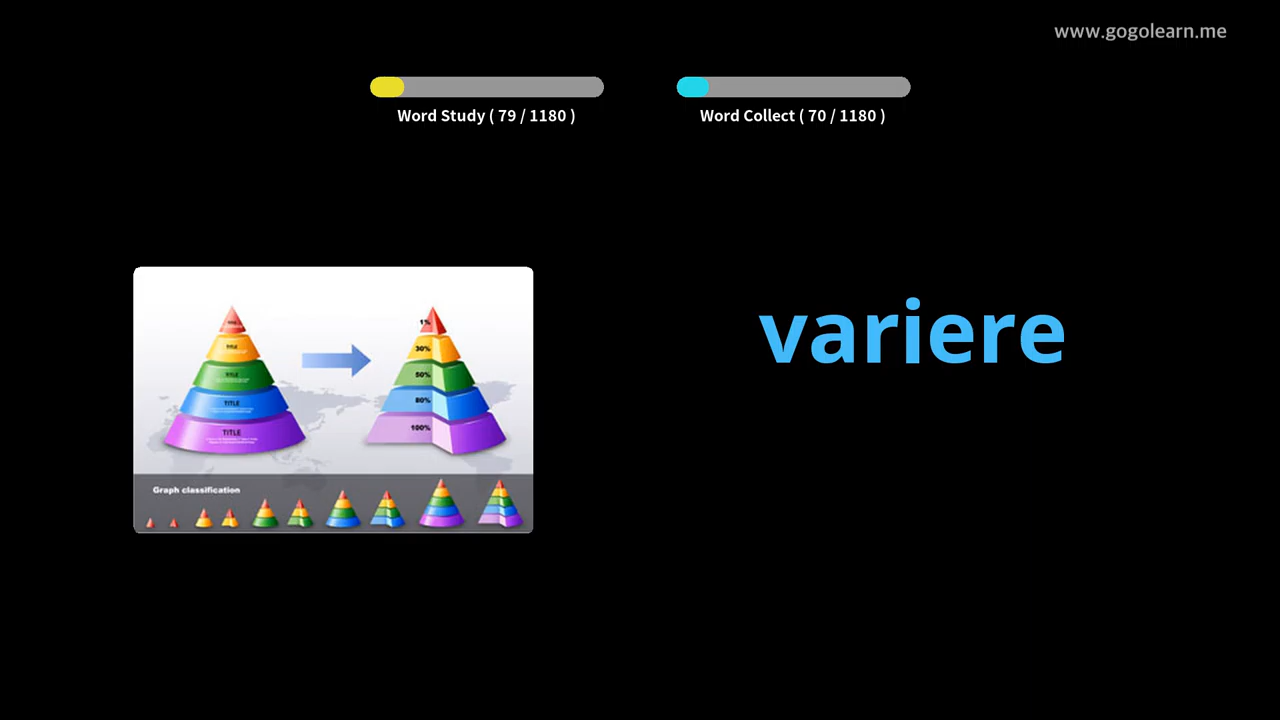 www.gogolearn.me
Word Study ( 79 / 1180 )
Word Collect ( 70 / 1180 )
variere
1%
30%
TITLE
50%
TITLE
80%
TITLE
100%
Graph classification